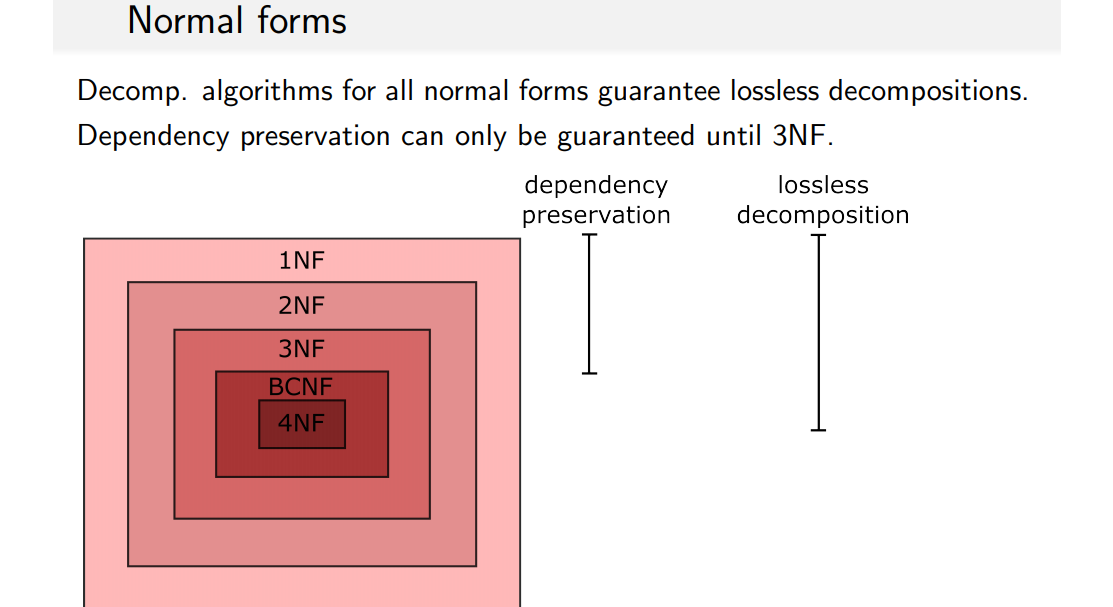 Normal forms
Decomp. algorithms for all normal forms guarantee lossless decompositions.
Dependency preservation can only be guaranteed until 3NF.
dependency
preservation
lossless
decomposition
1NF
2NF
3NF
BCNF
4NF